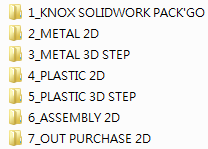 1_KNOX SOLIDWORK PACK'GO
2_METAL 2D
3_METAL 3D STEP
4_PLASTIC 2D
5_PLASTIC 3D STEP
6_ASSEMBLY 2D
7_OUT PURCHASE 2D